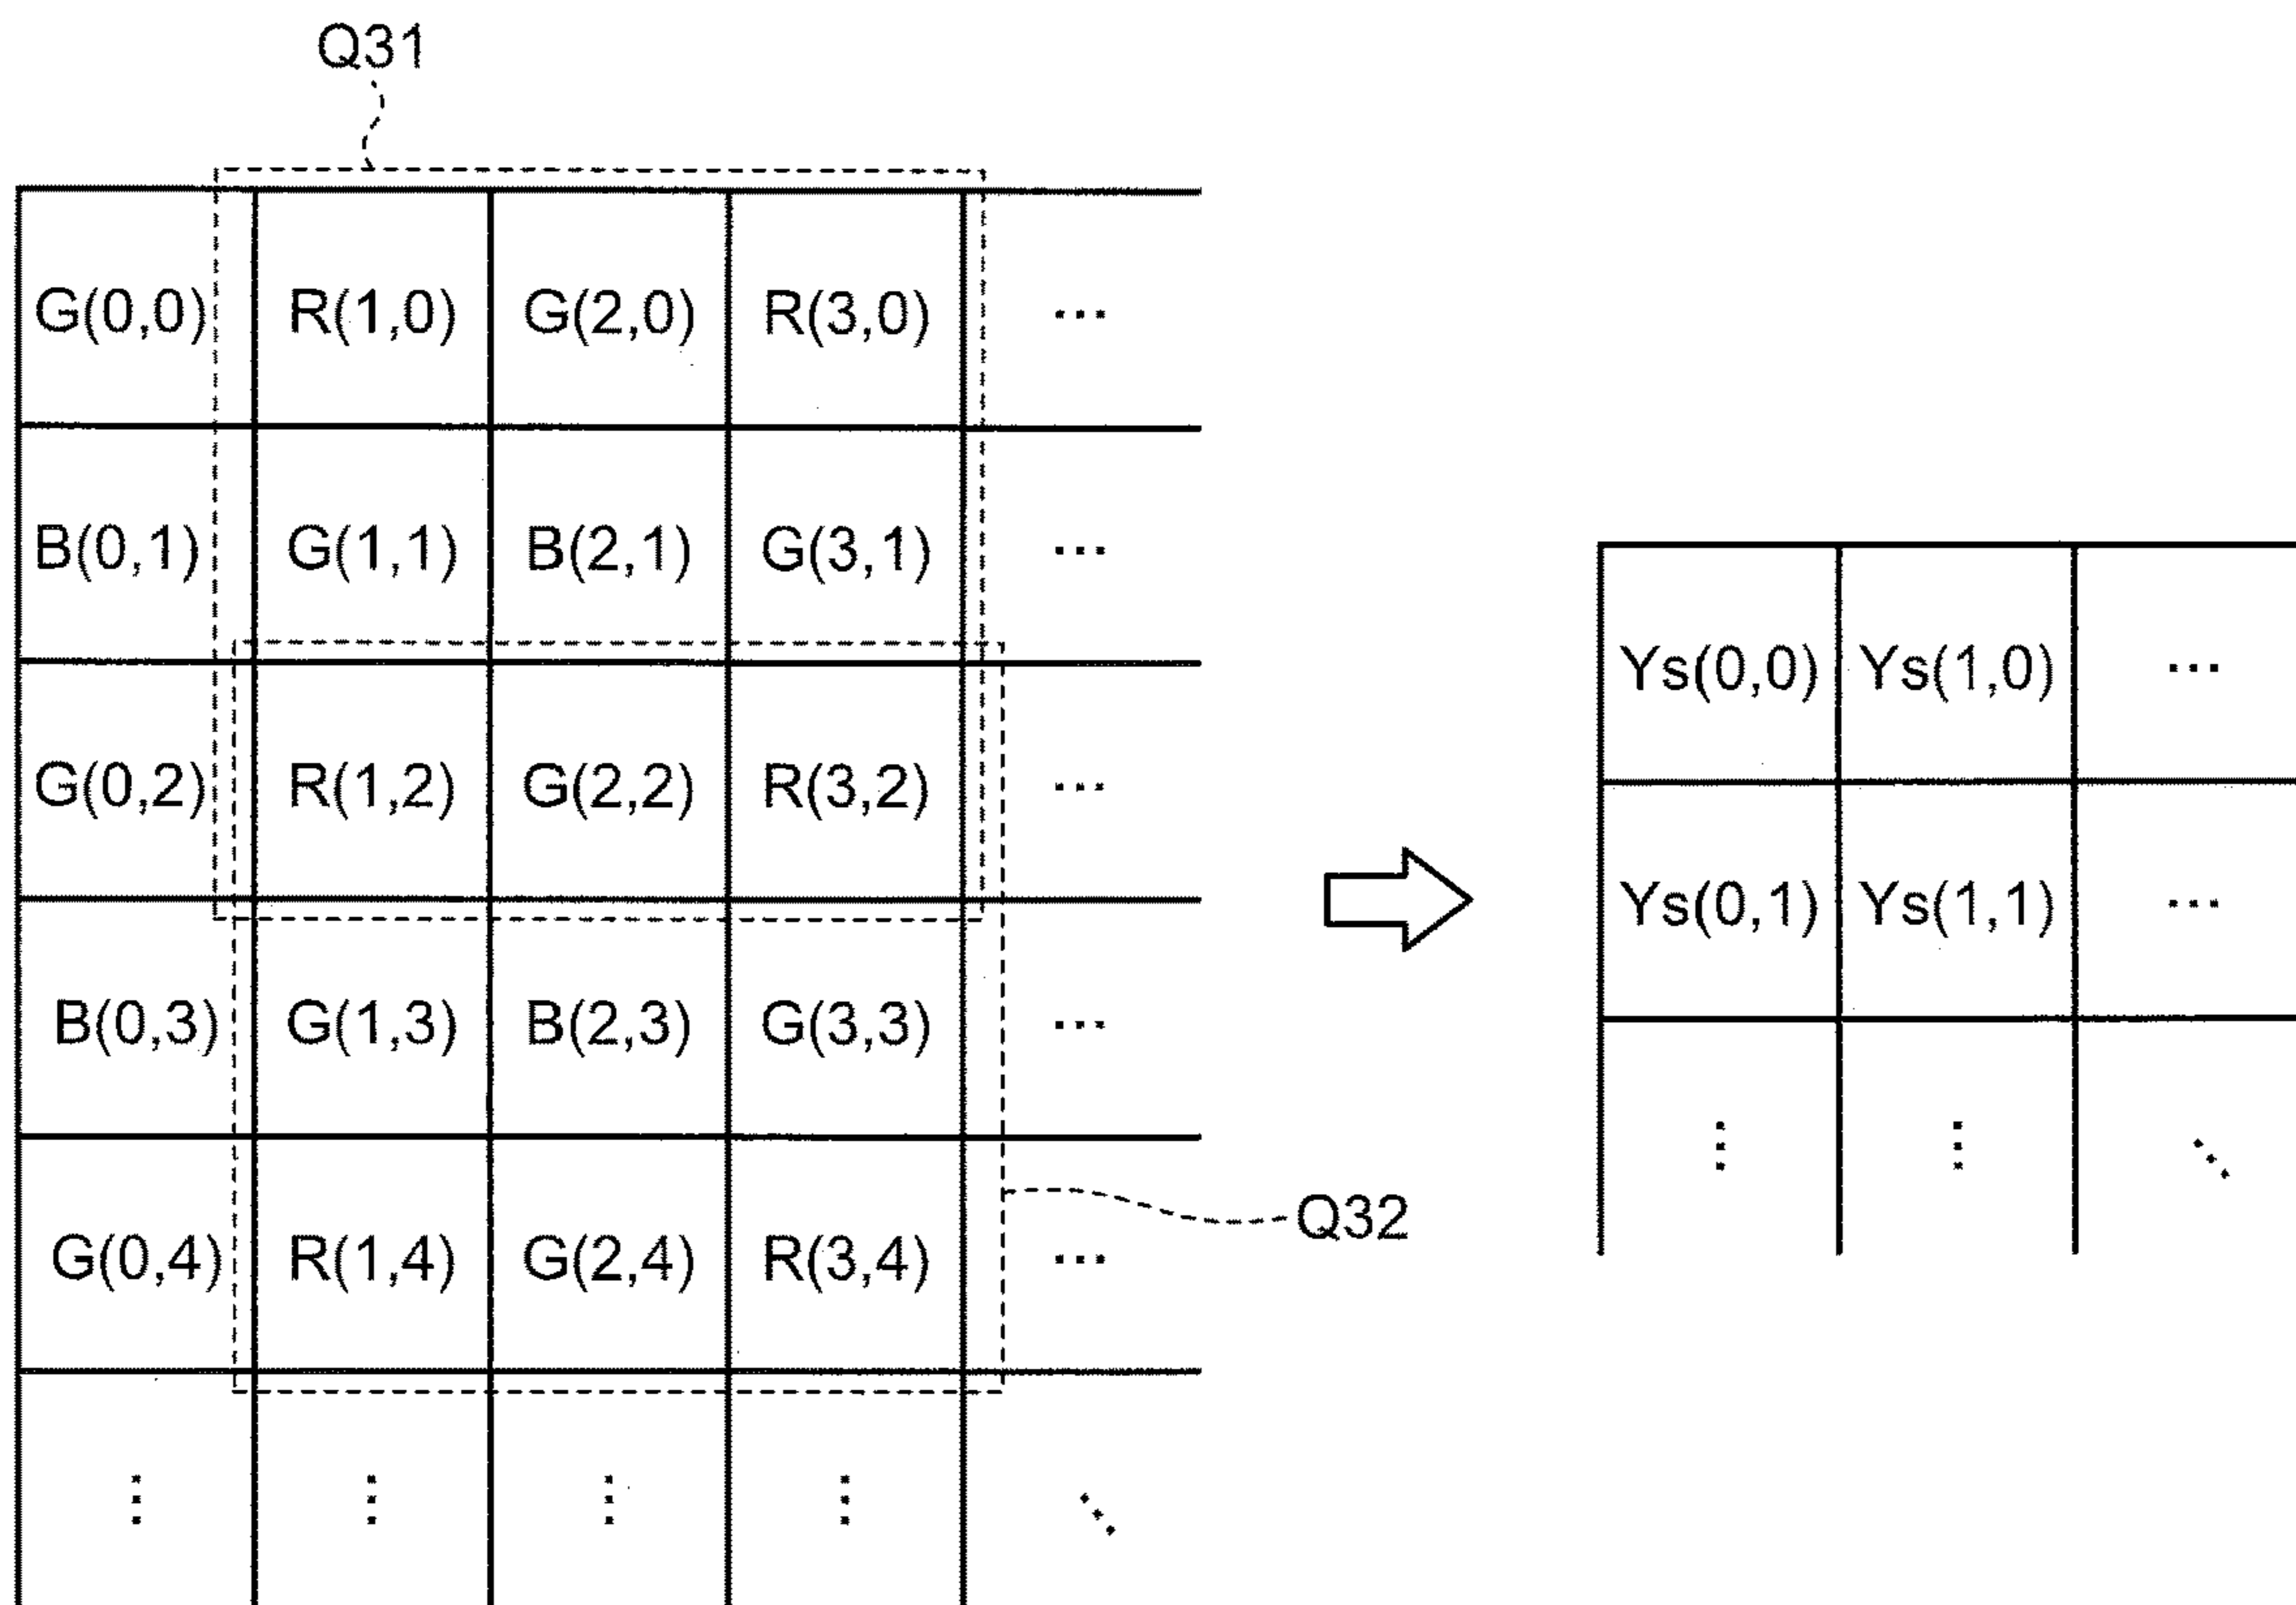 Q31
G(0,0) R(1,0) G(2,0) R(3,0) ...
B(0,1) G(1,1) B(2,1) G(3,1) ...
G(0,2) R(1,2) G(2,2) R(3,2) ...
B(0,3) G(1,3) B(2,3) G(3,3) ...
G(0,4) R(1,4) G(2,4) R(3,4) ...
⋮ ⋮ ⋮ ⋮ ⋱
Q32
Ys(0,0) Ys(1,0) ...
Ys(0,1) Ys(1,1) ...
⋮ ⋮ ⋱